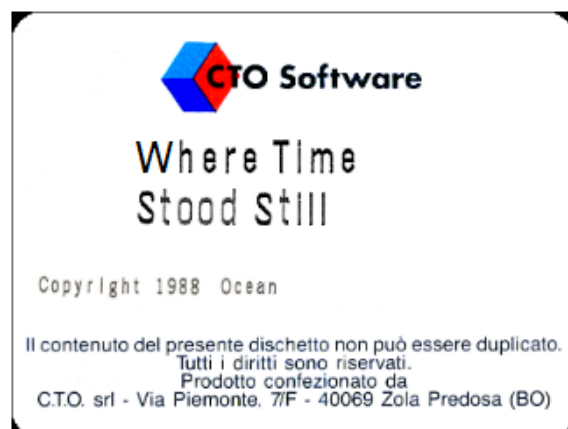 CTO Software
Where Time
Stood Still
Copyright 1988 Ocean
Il contenuto del presente dischetto non può essere duplicato.
Tutti i diritti sono riservati.
Prodotto confezionato da
C.T.O. srl - Via Piemonte, 7/F - 40069 Zola Predosa (BO)